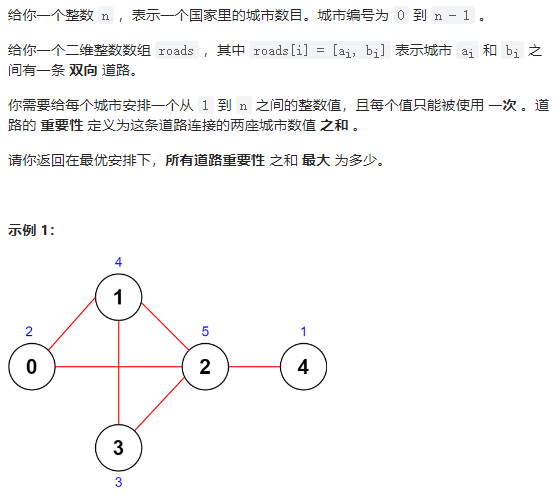 给你一个整数 n ，表示一个国家里的城市数目。城市编号为 0 到 n - 1 。
给你一个二维整数数组 roads ，其中 roads[i] = [ai, bi] 表示城市 ai 和 bi 之
间有一条 双向 道路。
你需要给每个城市安排一个从 1 到 n 之间的整数值，且每个值只能被使用 一次 。道
路的 重要性 定义为这条道路连接的两座城市数值 之和 。
请你返回在最优安排下，所有道路重要性 之和 最大 为多少。
示例 1：
4
1
2
5
1
0
2
4
3
3